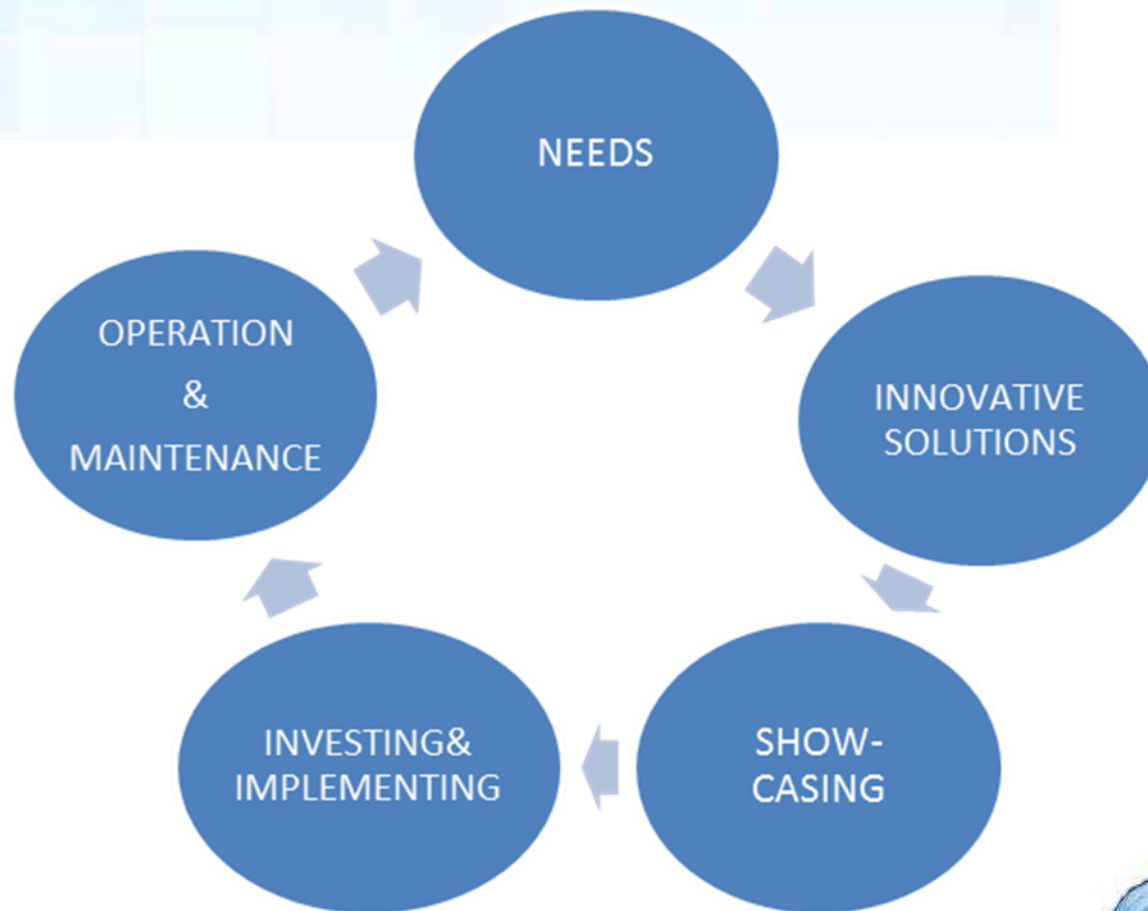 NEEDS
INNOVATIVE
SOLUTIONS
SHOW-
CASING
INVESTING&
IMPLEMENTING
OPERATION
&
MAINTENANCE